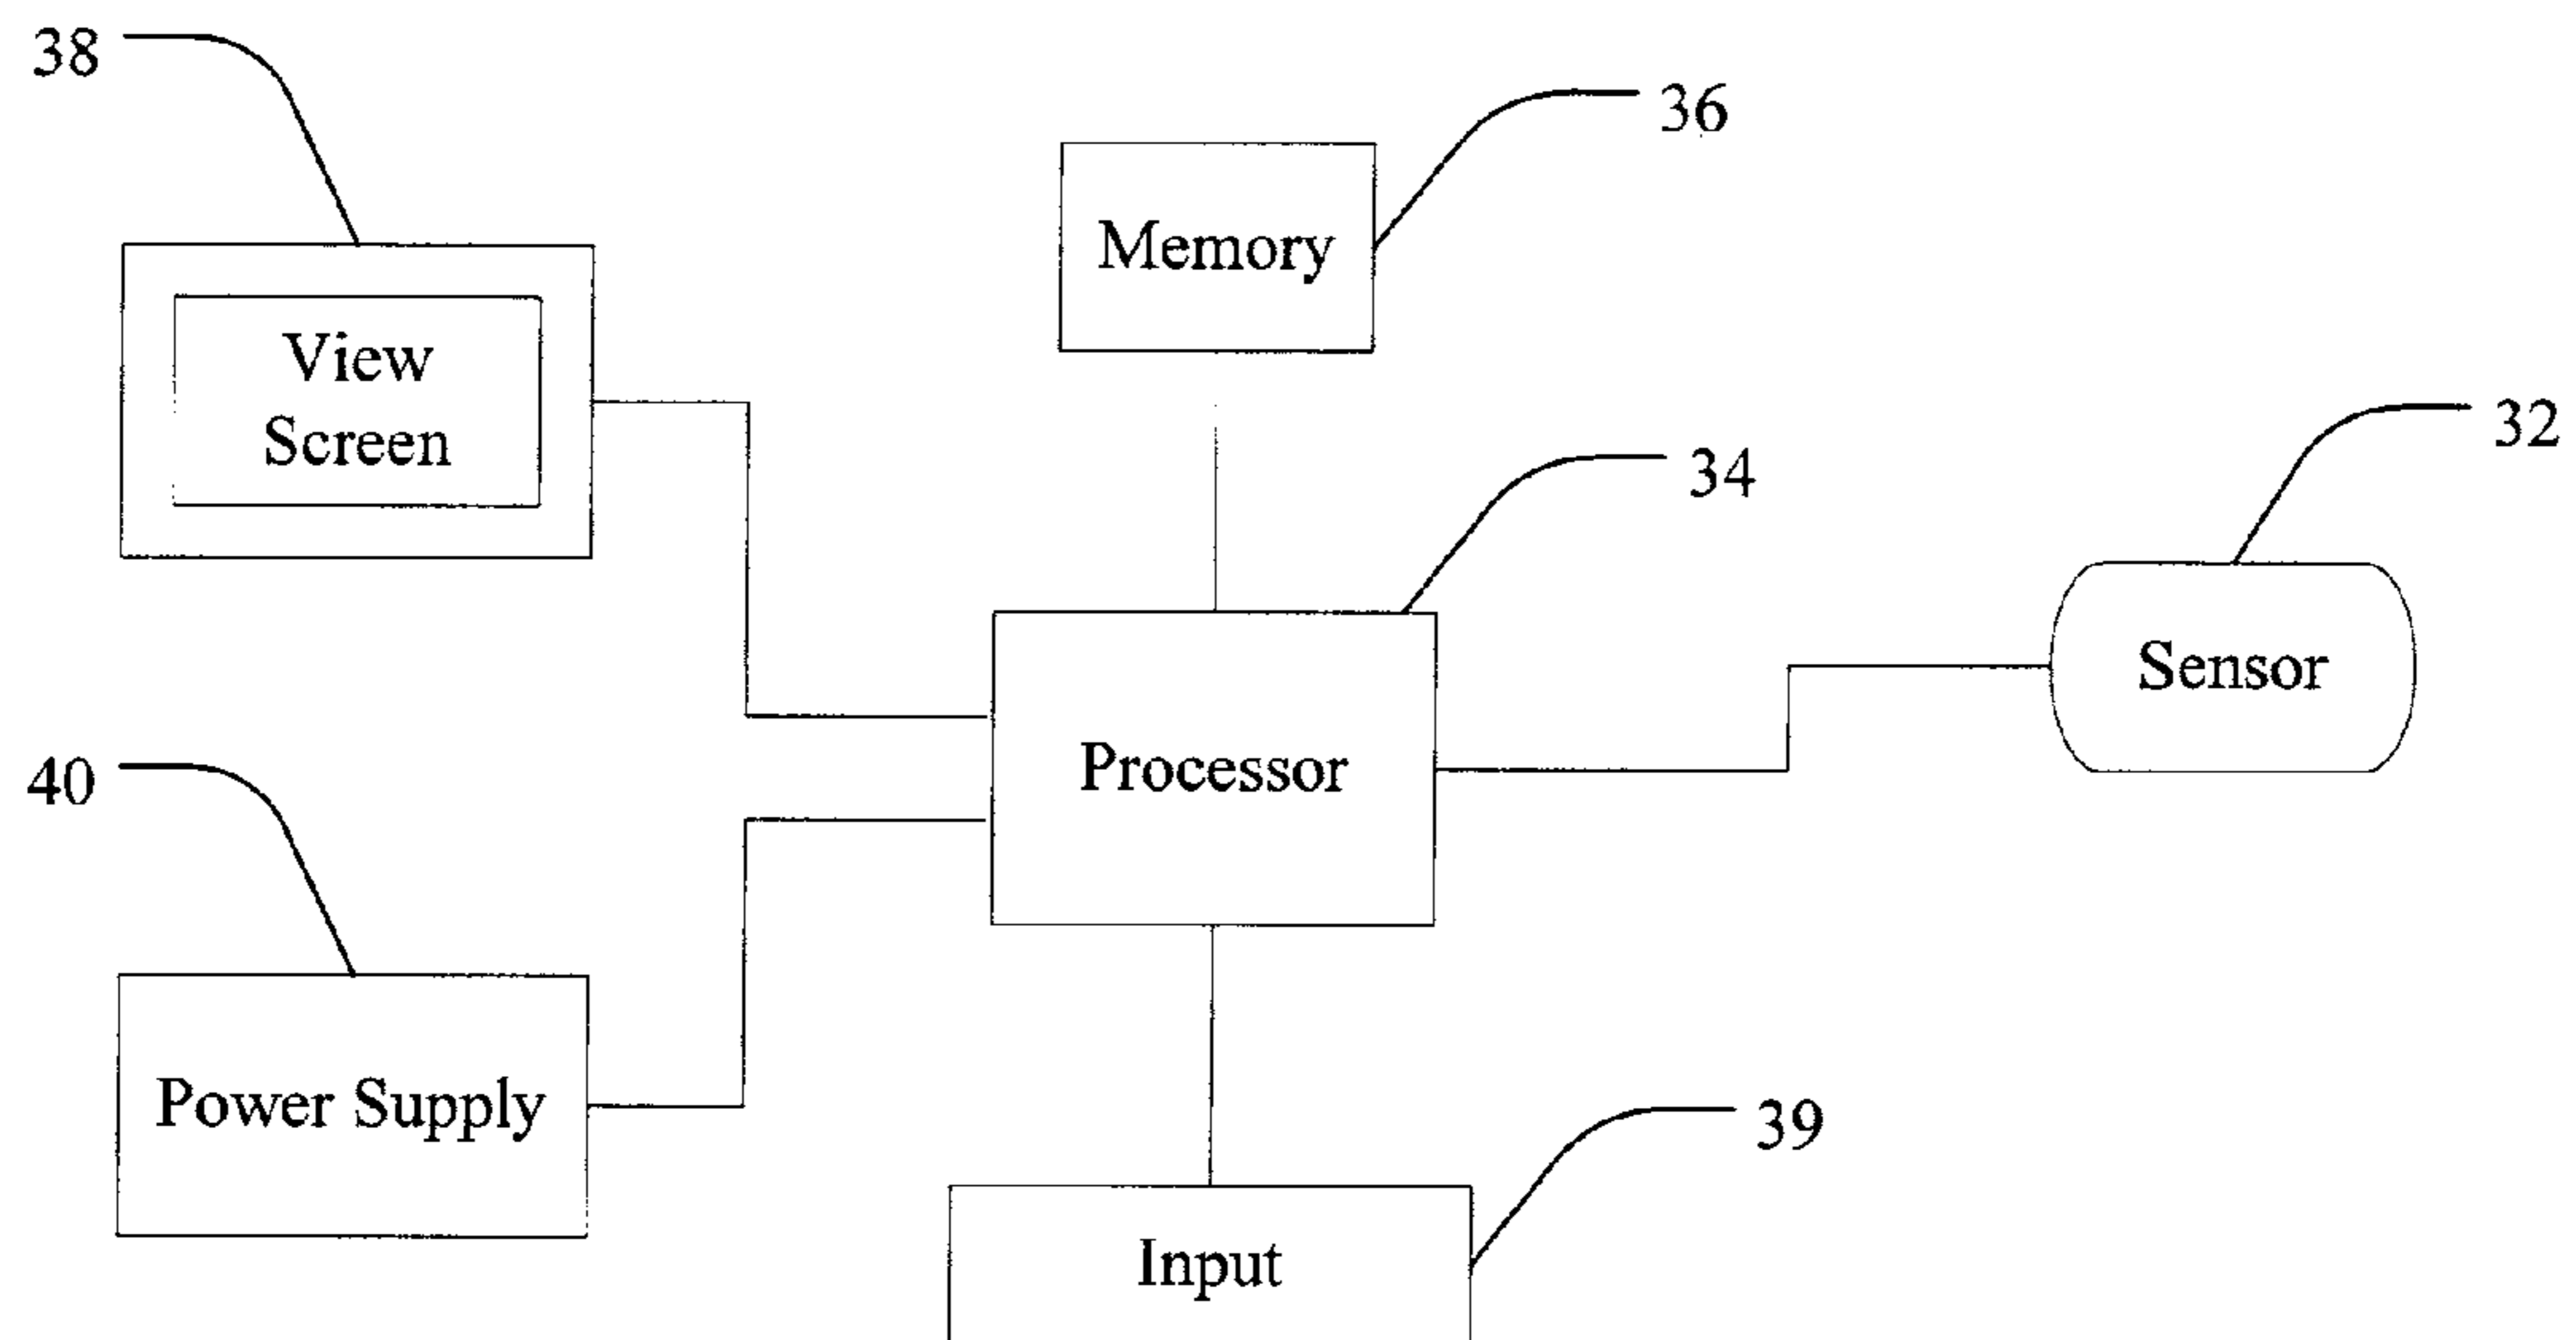 38
36
Memory
View
Screen
32
34
Sensor
Processor
40
Power Supply
39
Input